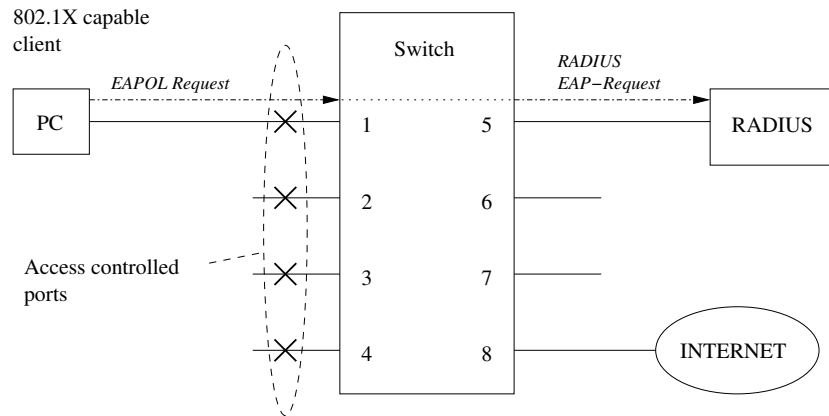 802.1X capable
client
Switch
RADIUS
EAPOL Request
EAP−Request
PC
1
5
RADIUS
2
6
Access controlled
ports
3
7
4
8
INTERNET